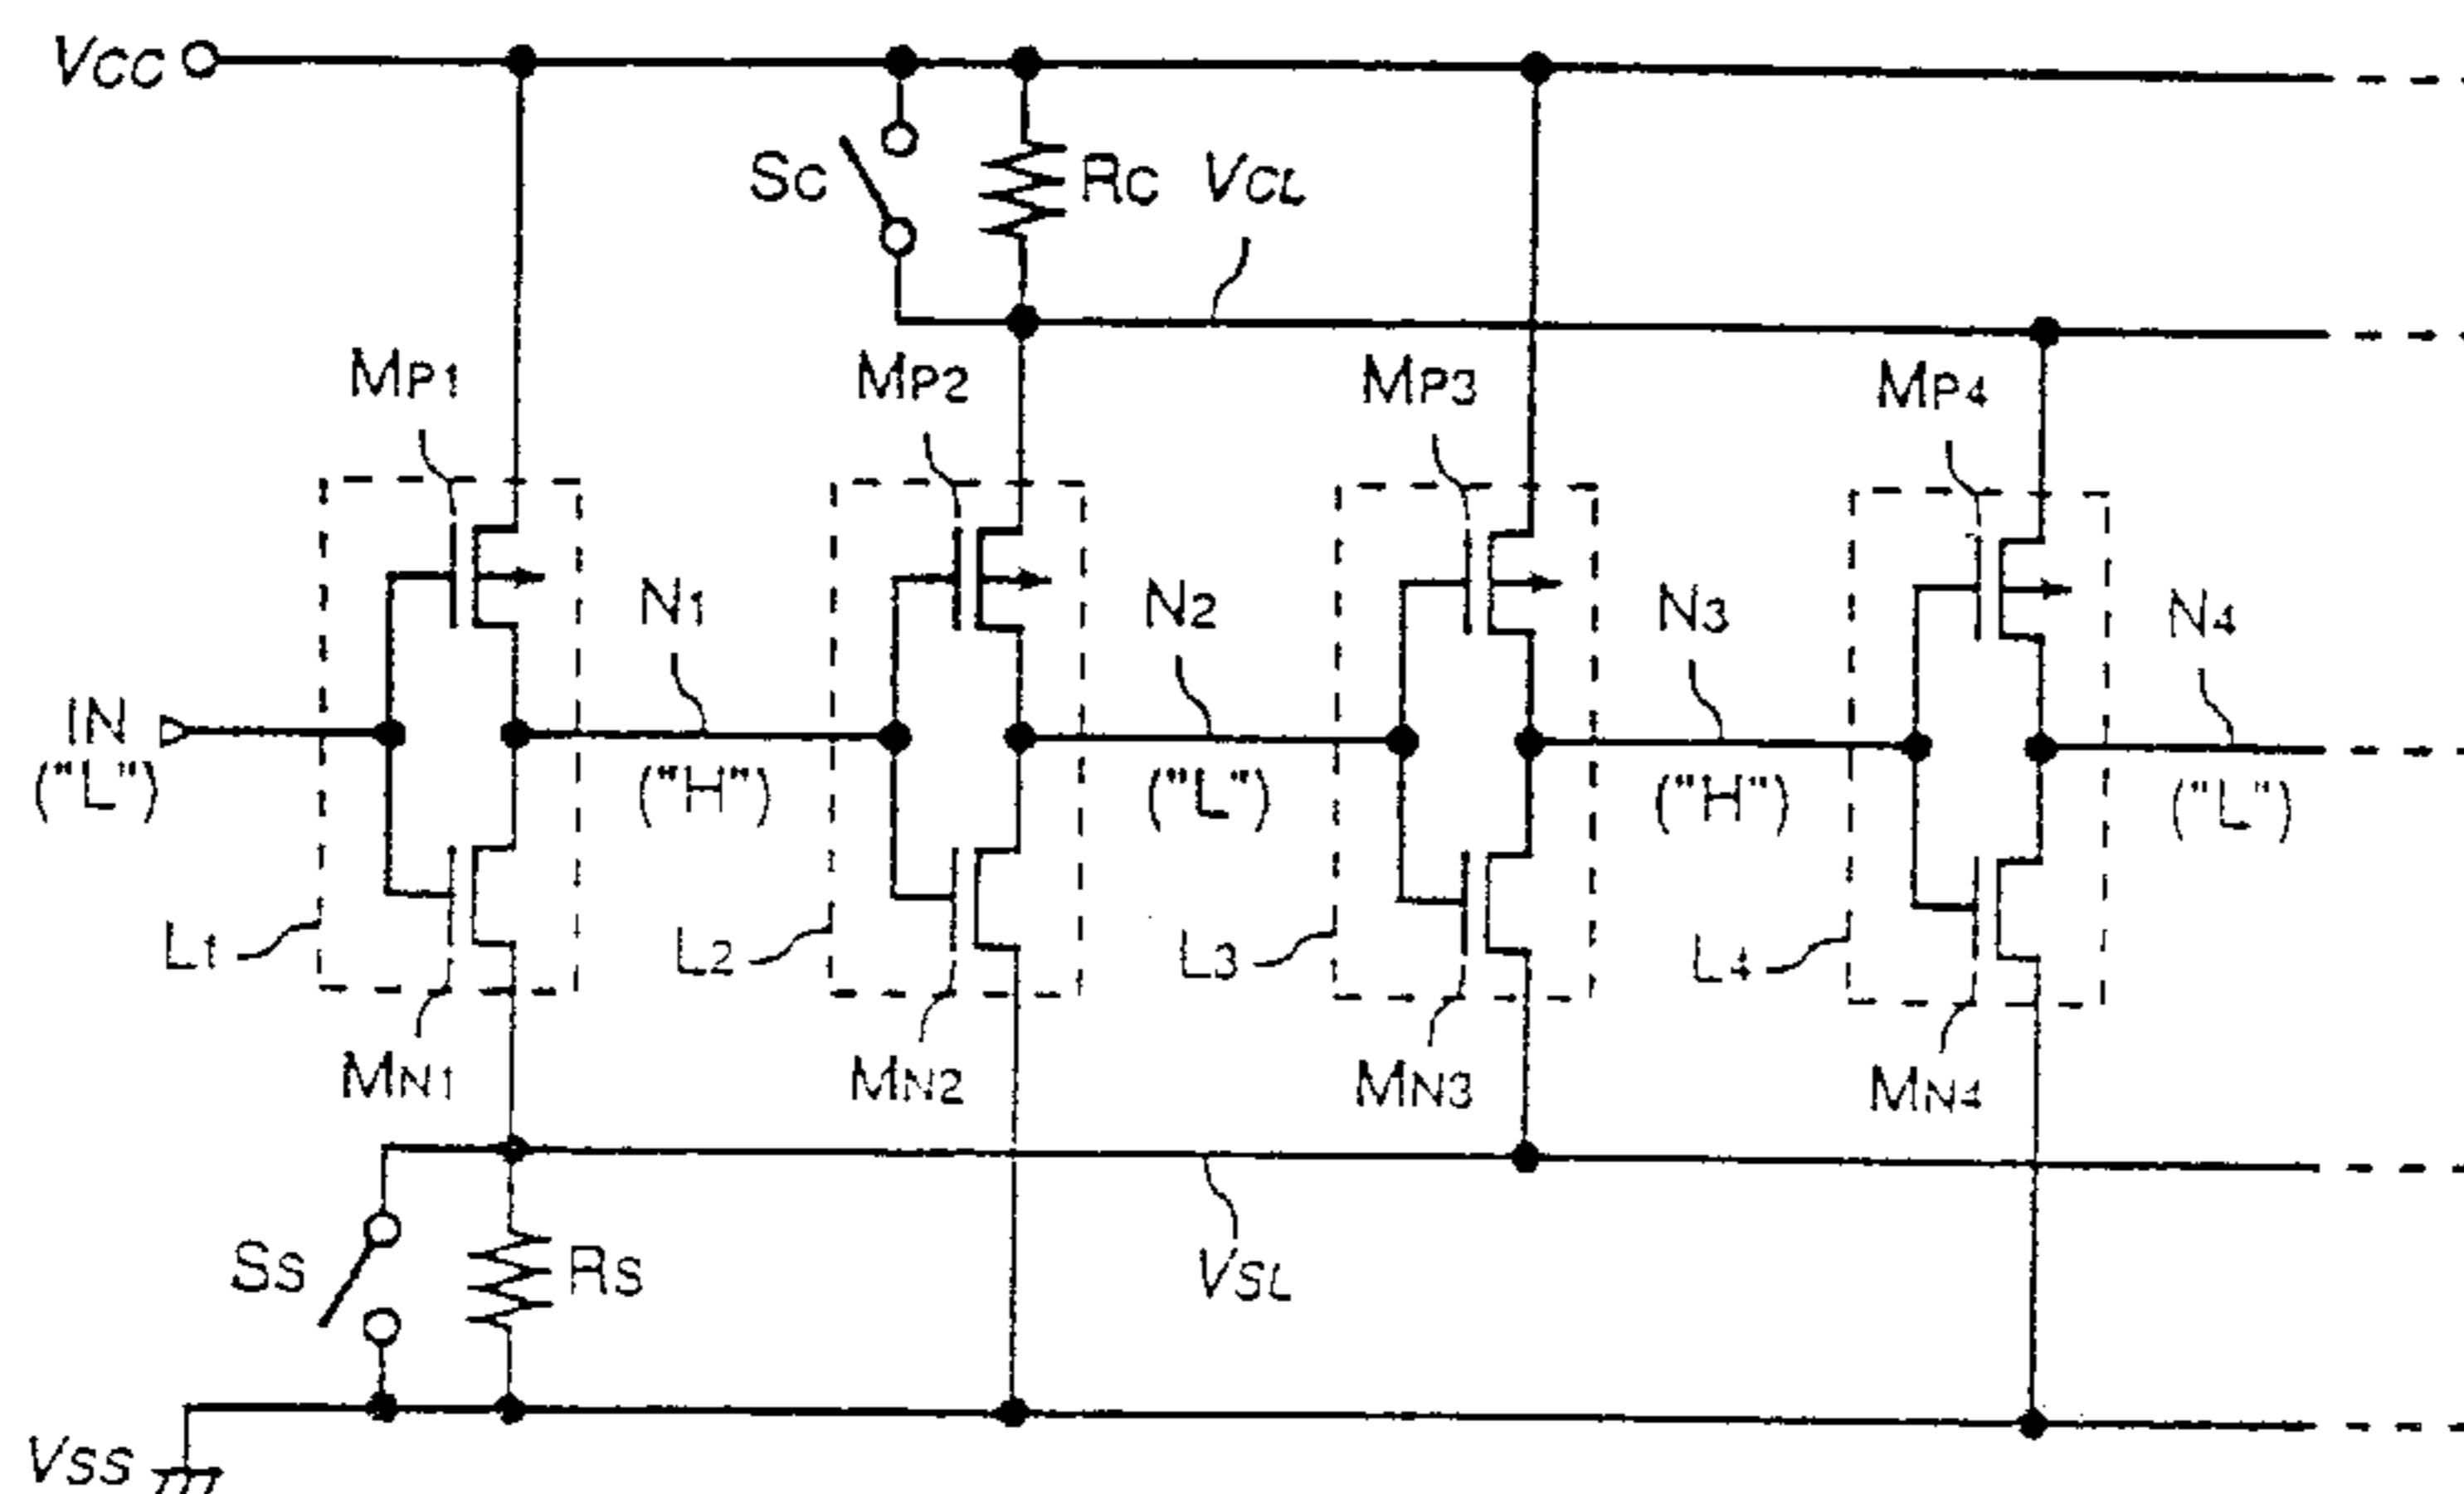 VCC
SC
RC
VCL
MP1
MP2
MP3
MP4
N1
N2
N3
N4
IN
("L")
("H")
("L")
("H")
("L")
L1
L2
L3
L4
MN1
MN2
MN3
MN4
SS
RS
VSL
VSS